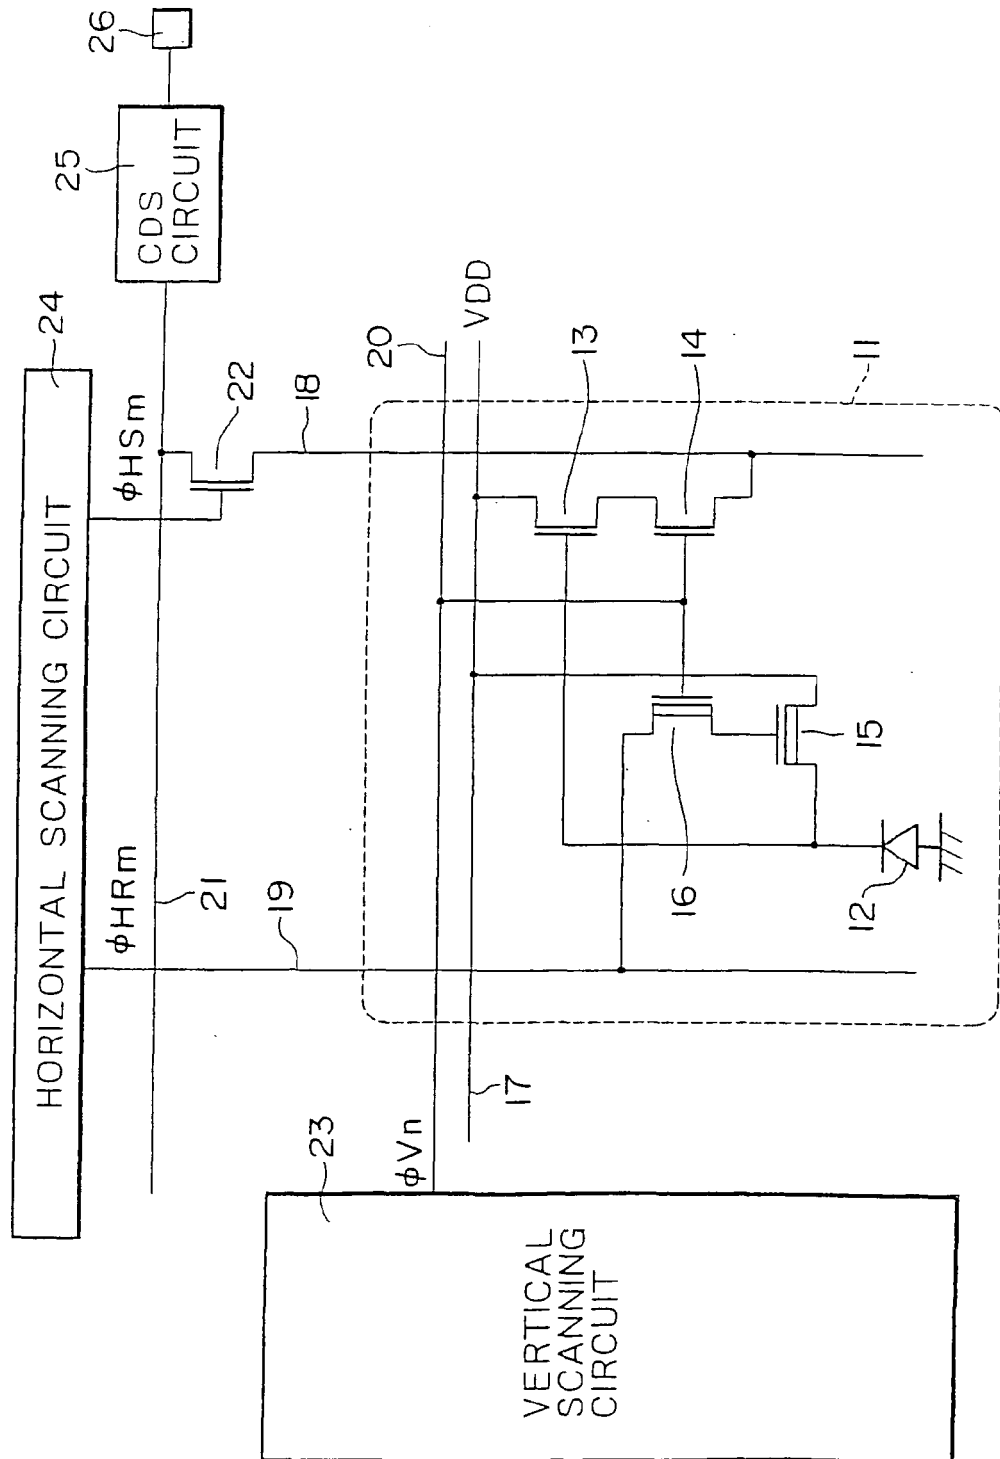 HORIZONTAL SCANNING CIRCUIT
24
26
25
CDS
CIRCUIT
φHRm
φHSm
21
22
19
18
20
VDD
17
13
14
11
16
15
12
φVn
23
VERTICAL
SCANNING
CIRCUIT